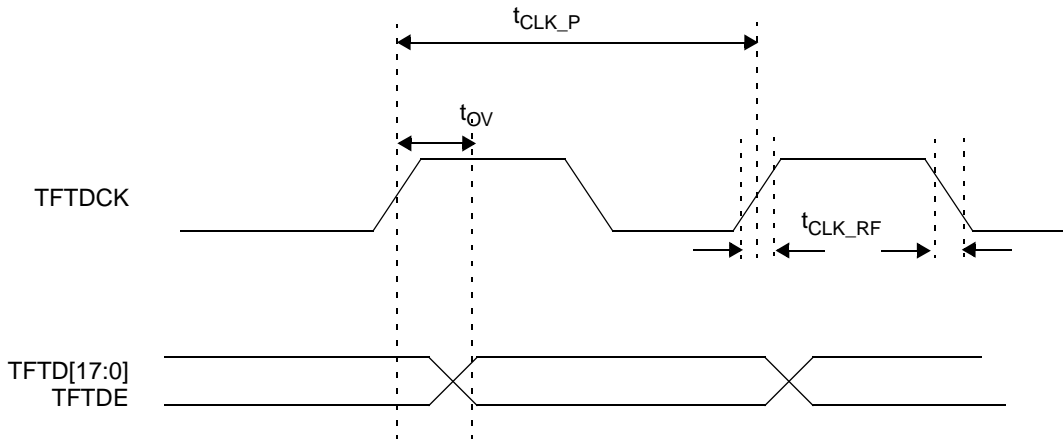 tCLK_P
tOV
TFTDCK
tCLK_RF
TFTD[17:0]
TFTDE